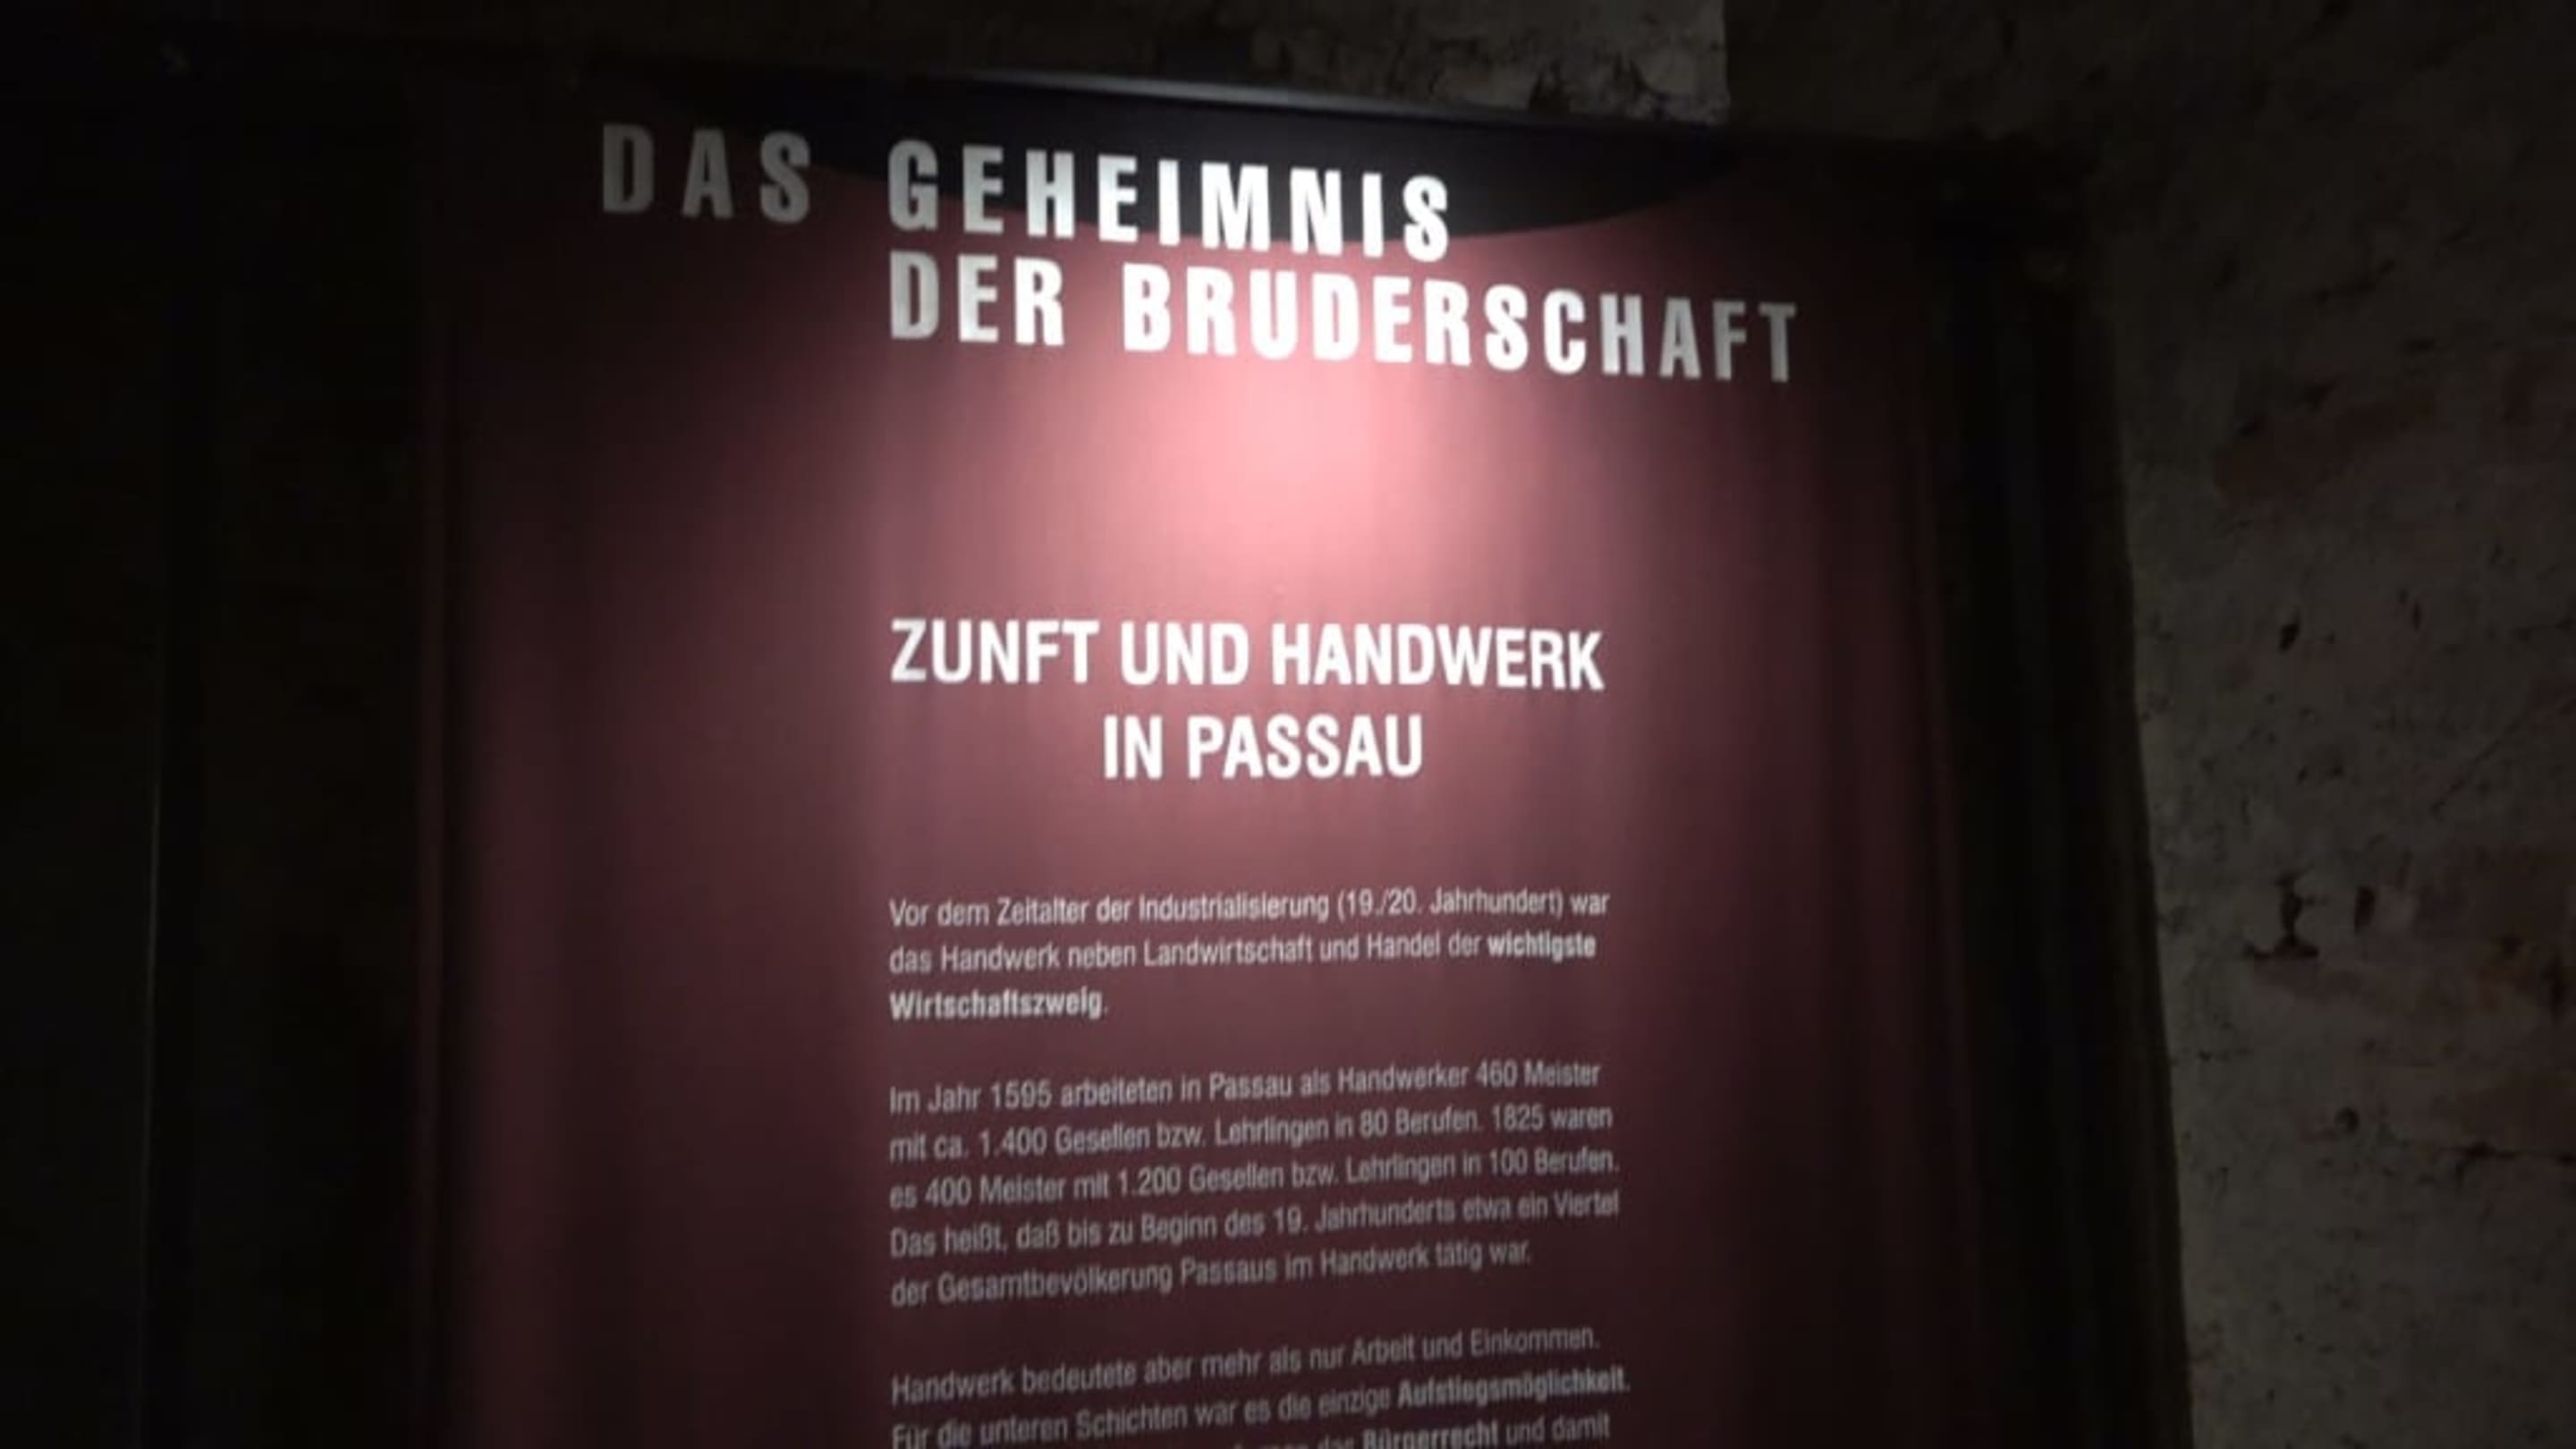 DAS GEHEIMNIS
DER BRUDERSCHAFT
ZUNFT UND HANDWERK
IN PASSAU
Vor dem Zeitalter der Industrialisierung (19./20. Jahrhundert) war
das Handwerk neben Landwirtschaft und Handel der wichtigste
Wirtschaftszweig.
Im Jahr 1595 arbeiteten in Passau als Handwerker 460 Meister
mit ca. 1.400 Gesellen bzw. Lehrlingen in 80 Berufen. 1825 waren
es 400 Meister mit 1.200 Gesellen bzw. Lehrlingen in 100 Berufen.
Das heißt, daß bis zu Beginn des 19. Jahrhunderts etwa ein Viertel
der Gesamtbevölkerung Passaus im Handwerk tätig war.
Handwerk bedeutete aber mehr als nur Arbeit und Einkommen.
Für die unteren Schichten war es die einzige Aufstiegsmöglichkeit.
das Bürgerrecht und damit